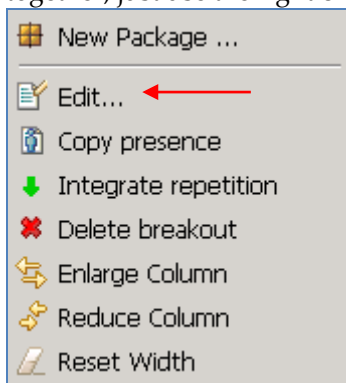 New Package ...
Edit...
Copy presence
Integrate repetition
Delete breakout
Enlarge Column
Reduce Column
Reset Width